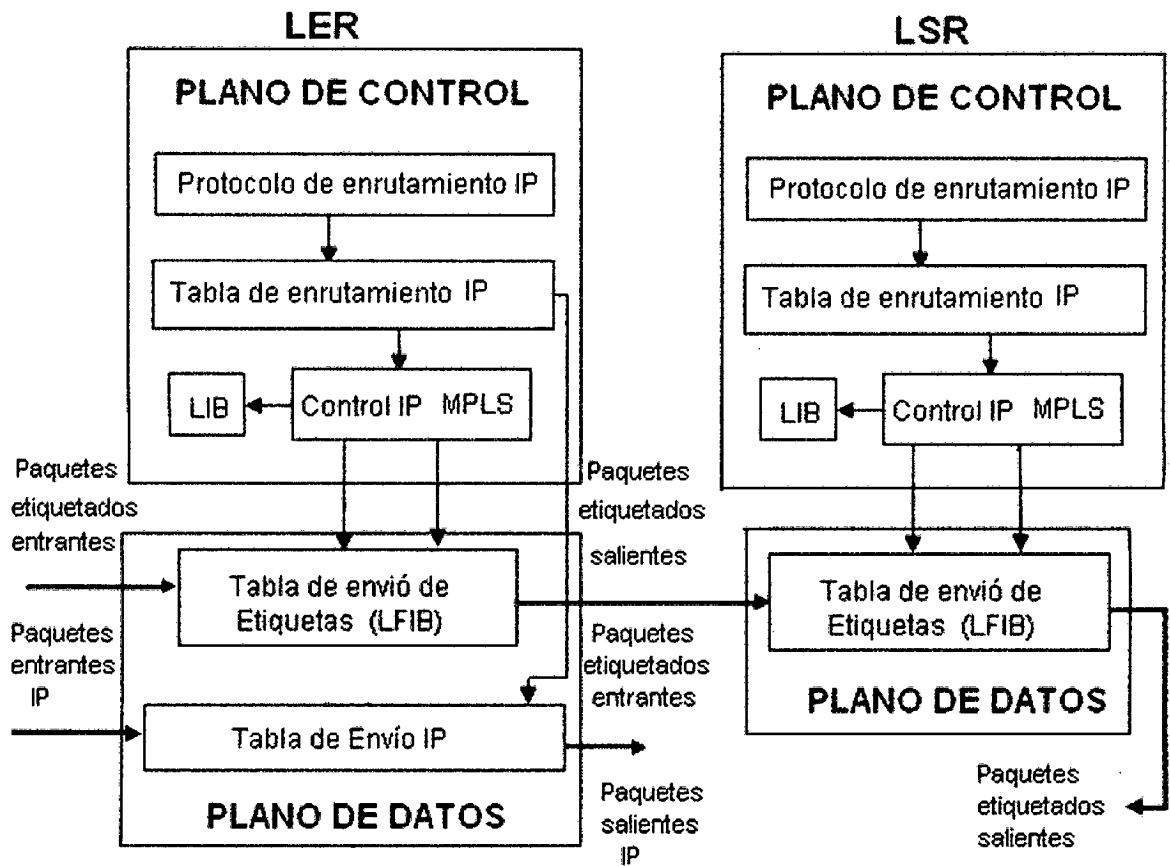 LER
PLANO DE CONTROL
Protocolo de enrutamiento IP
Tabla de enrutamiento IP
LIB
Control IP MPLS
Paquetes
etiquetados
entrantes
Paquetes
etiquetados
salientes
Tabla de envió de
Etiquetas (LFIB)
Paquetes
entrantes
IP
Paquetes
etiquetados
entrantes
Tabla de Envío IP
PLANO DE DATOS
Paquetes
salientes
IP
LSR
PLANO DE CONTROL
Protocolo de enrutamiento IP
Tabla de enrutamiento IP
LIB
Control IP MPLS
Tabla de envió de
Etiquetas (LFIB)
PLANO DE DATOS
Paquetes
etiquetados
salientes